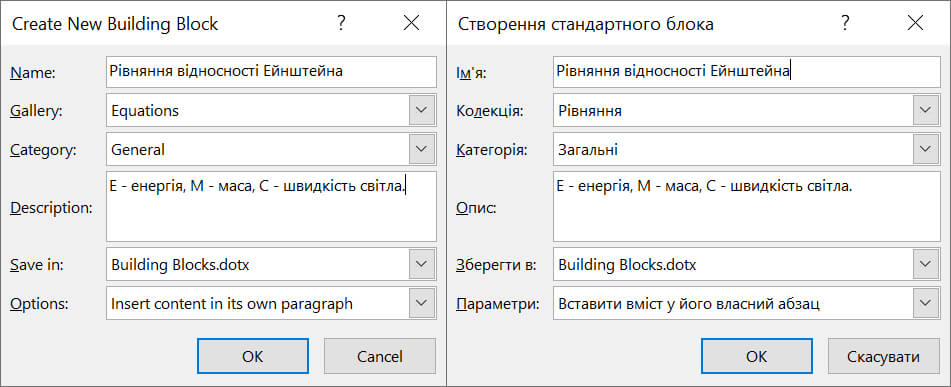 Create New Building Block ?
Name: Рівняння відносності Ейнштейна
Gallery: Equations
Category: General
Description: Е - енергія, М - маса, С - швидкість світла.
Save in: Building Blocks.dotx
Options: Insert content in its own paragraph
OK Cancel
Створення стандартного блока ?
Ім'я: Рівняння відносності Ейнштейна
Колекція: Рівняння
Категорія: Загальні
Опис: Е - енергія, М - маса, С - швидкість світла.
Зберегти в: Building Blocks.dotx
Параметри: Вставити вміст у його власний абзац
OK Скасувати